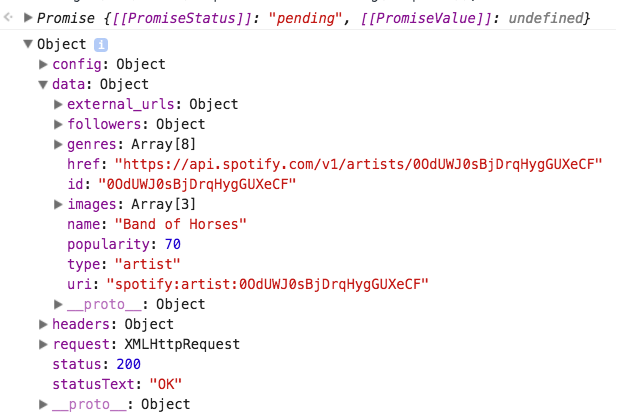 Promise {[[PromiseStatus]]: "pending", [[PromiseValue]]: undefined}
Object i
config: Object
data: Object
external_urls: Object
followers: Object
genres: Array[8]
href: "https://api.spotify.com/v1/artists/0OdUWJ0sBjDrqHygGUXeCF"
id: "0OdUWJ0sBjDrqHygGUXeCF"
images: Array[3]
name: "Band of Horses"
popularity: 70
type: "artist"
uri: "spotify:artist:0OdUWJ0sBjDrqHygGUXeCF"
__proto__: Object
headers: Object
request: XMLHttpRequest
status: 200
statusText: "OK"
__proto__: Object